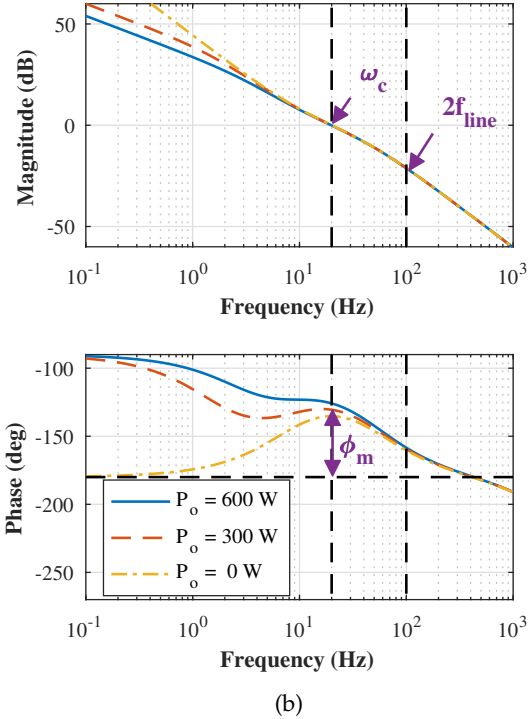 50
0
-50
Magnitude (dB)
ω_c
2f_line
10^-1 10^0 10^1 10^2 10^3
Frequency (Hz)
-100
-150
-200
-250
Phase (deg)
ϕ_m
P_o = 600 W
P_o = 300 W
P_o = 0 W
10^-1 10^0 10^1 10^2 10^3
Frequency (Hz)
(b)